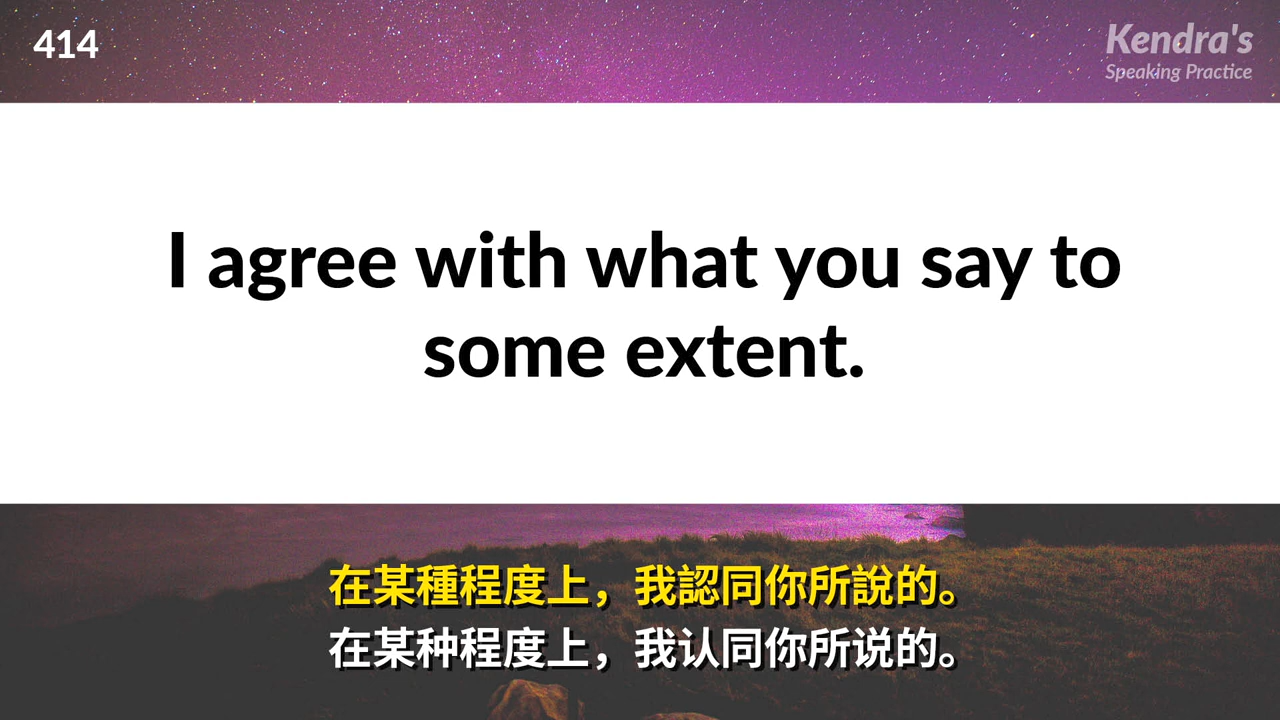 414
Kendra's
Speaking Practice
I agree with what you say to
some extent.
在某種程度上，我認同你所說的。
在某种程度上，我认同你所说的。